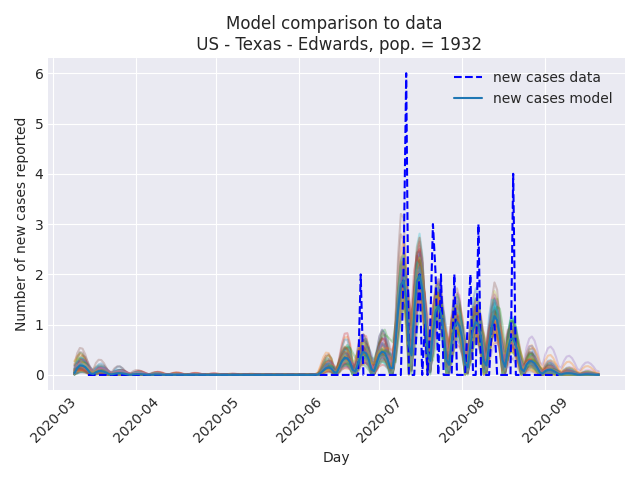 Model comparison to data
US - Texas - Edwards, pop. = 1932
new cases data
new cases model
Number of new cases reported
6
5
4
3
2
1
0
2020-03
2020-04
2020-05
2020-06
2020-07
2020-08
2020-09
Day